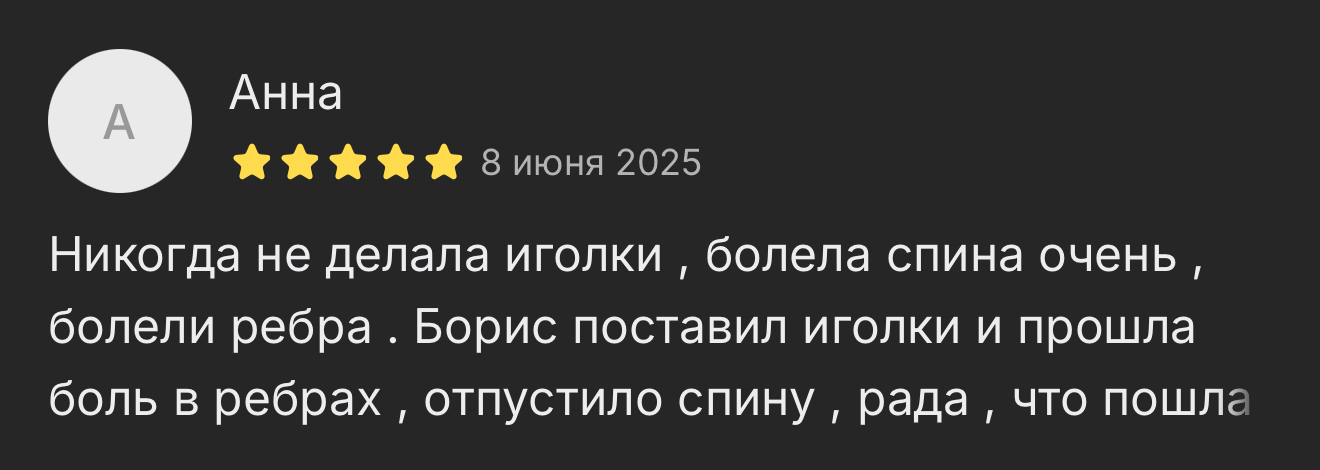 А
Анна
8 июня 2025
Никогда не делала иголки , болела спина очень ,
болели ребра . Борис поставил иголки и прошла
боль в ребрах , отпустило спину , рада , что пошла